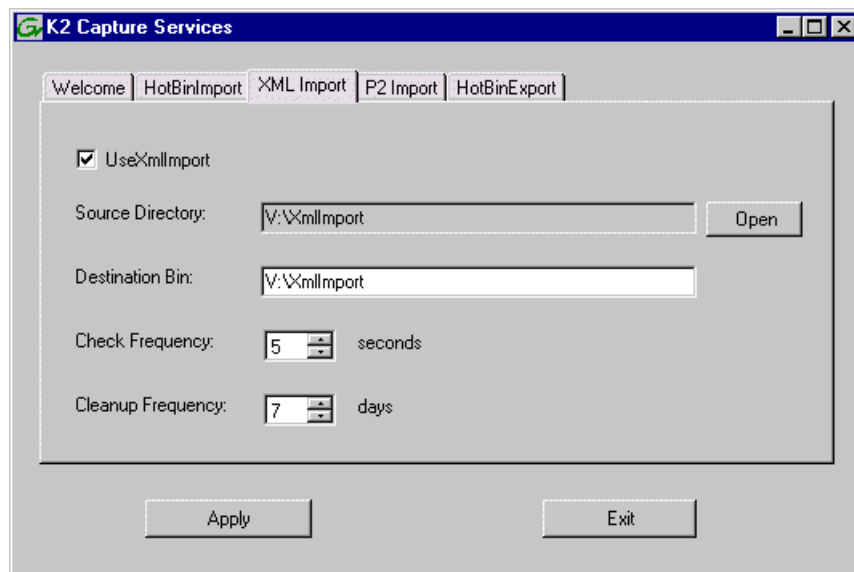 K2 Capture Services
Welcome HotBinImport XML Import P2 Import HotBinExport
UseXmlImport
Source Directory: V:\XmlImport Open
Destination Bin: V:\XmlImport
Check Frequency: 5 seconds
Cleanup Frequency: 7 days
Apply Exit